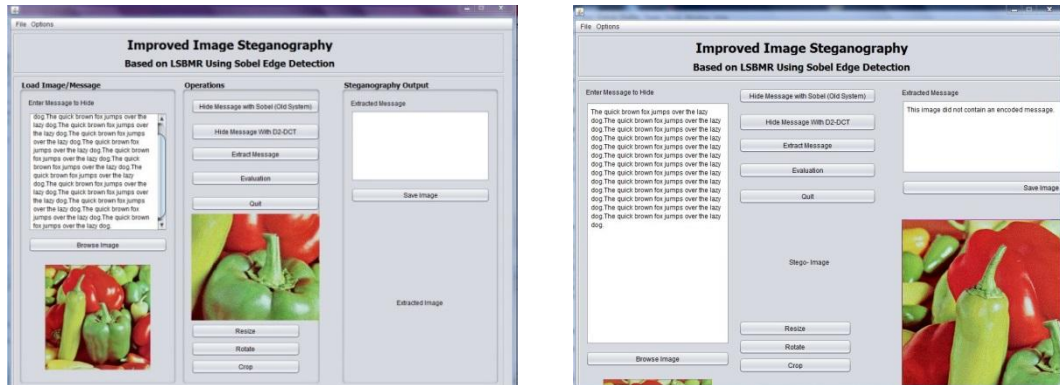 File Options
Improved Image Steganography
Based on LSBMR Using Sobel Edge Detection
Load Image/Message
Enter Message to Hide
dog.The quick brown fox jumps over the
lazy dog.The quick brown fox jumps over
the lazy dog.The quick brown fox
jumps over the lazy dog.The quick brown
fox jumps over the lazy dog.The quick
brown fox jumps over the lazy dog.The
quick brown fox jumps over the lazy
dog.The quick brown fox jumps over the
lazy dog.The quick brown fox jumps over
the lazy dog.The quick brown fox jumps
over the lazy dog.The quick brown fox
jumps over the lazy dog.The quick brown
fox jumps over the lazy dog.
Browse Image
Operations
Hide Message with Sobel (Old System)
Hide Message With D2-DCT
Extract Message
Evaluation
Quit
Resize
Rotate
Crop
Steganography Output
Extracted Message
Save Image
Extracted Image
File Options
Improved Image Steganography
Based on LSBMR Using Sobel Edge Detection
Enter Message to Hide
The quick brown fox jumps over the lazy
dog.The quick brown fox jumps over the lazy
dog.The quick brown fox jumps over the lazy
dog.The quick brown fox jumps over the lazy
dog.The quick brown fox jumps over the lazy
dog.The quick brown fox jumps over the lazy
dog.The quick brown fox jumps over the lazy
dog.The quick brown fox jumps over the lazy
dog.The quick brown fox jumps over the lazy
dog.The quick brown fox jumps over the lazy
dog.The quick brown fox jumps over the lazy
dog.The quick brown fox jumps over the lazy
dog.
Browse Image
Hide Message with Sobel (Old System)
Hide Message With D2-DCT
Extract Message
Evaluation
Quit
Stego- Image
Resize
Rotate
Crop
Extracted Message
This image did not contain an encoded message.
Save Image